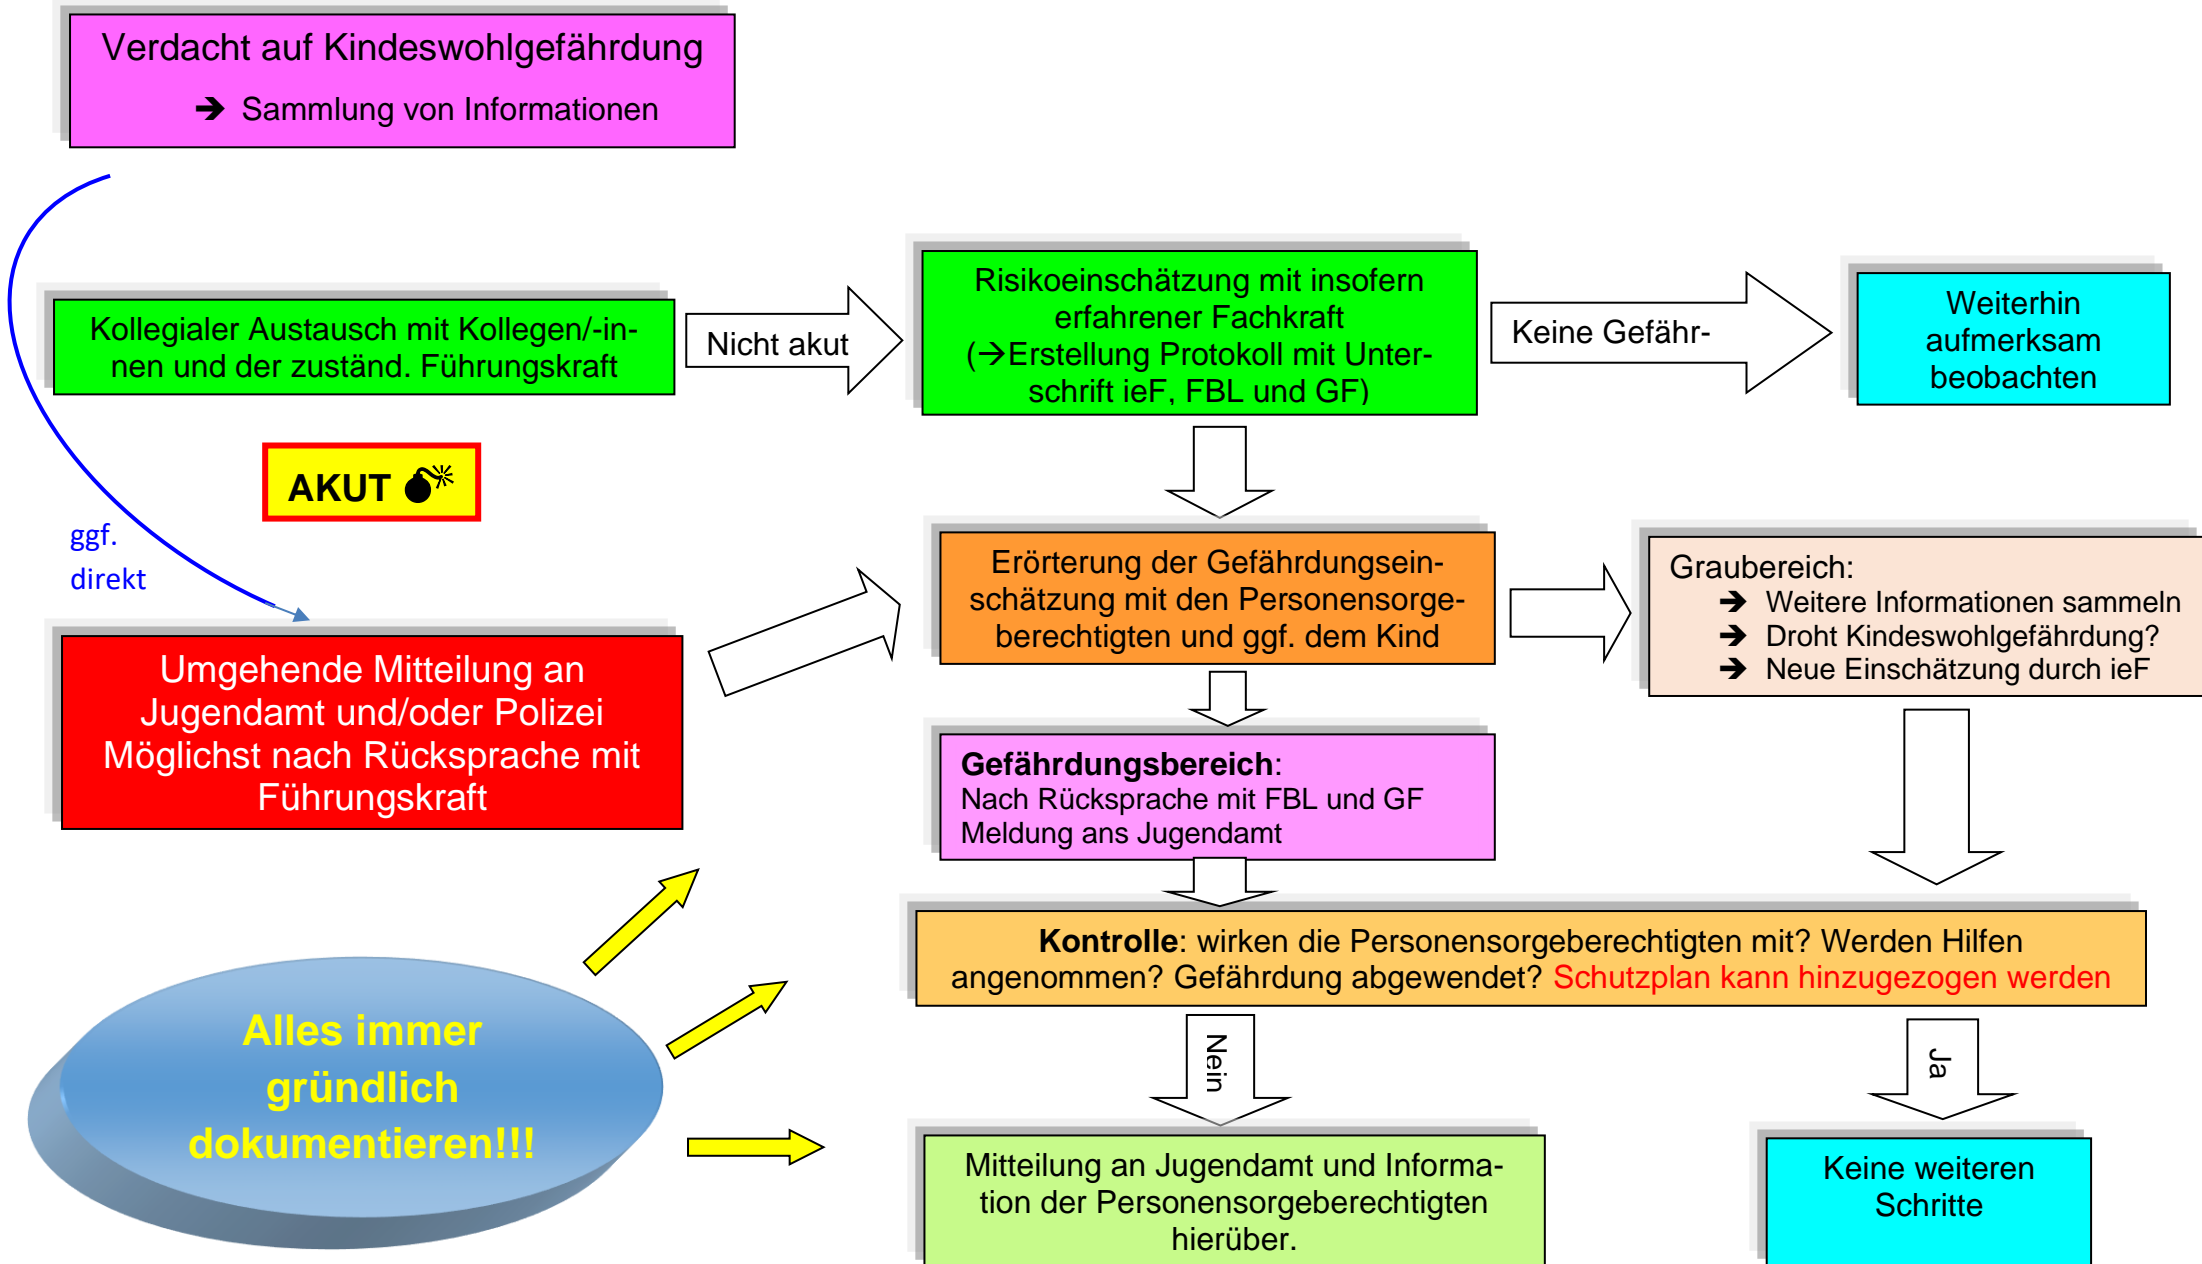 Verdacht auf Kindeswohlgefährdung
➔ Sammlung von Informationen
Kollegialer Austausch mit Kollegen/-in-
nen und der zuständ. Führungskraft
Nicht akut
Risikoeinschätzung mit insofern
erfahrener Fachkraft
(→Erstellung Protokoll mit Unter-
schrift ieF, FBL und GF)
Keine Gefähr-
Weiterhin
aufmerksam
beobachten
AKUT 💣
ggf.
direkt
Umgehende Mitteilung an
Jugendamt und/oder Polizei
Möglichst nach Rücksprache mit
Führungskraft
Erörterung der Gefährdungsein-
schätzung mit den Personensorge-
berechtigten und ggf. dem Kind
Graubereich:
➔ Weitere Informationen sammeln
➔ Droht Kindeswohlgefährdung?
➔ Neue Einschätzung durch ieF
Gefährdungsbereich:
Nach Rücksprache mit FBL und GF
Meldung ans Jugendamt
Kontrolle: wirken die Personensorgeberechtigten mit? Werden Hilfen
angenommen? Gefährdung abgewendet? Schutzplan kann hinzugezogen werden
Nein
Ja
Alles immer
gründlich
dokumentieren!!!
Mitteilung an Jugendamt und Informa-
tion der Personensorgeberechtigten
hierüber.
Keine weiteren
Schritte